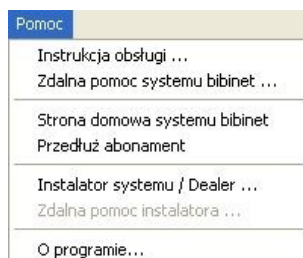 Pomoc
Instrukcja obsługi ...
Zdalna pomoc systemu bibinet ...
Strona domowa systemu bibinet
Przedłuż abonament
Instalator systemu / Dealer ...
Zdalna pomoc instalatora ...
O programie...